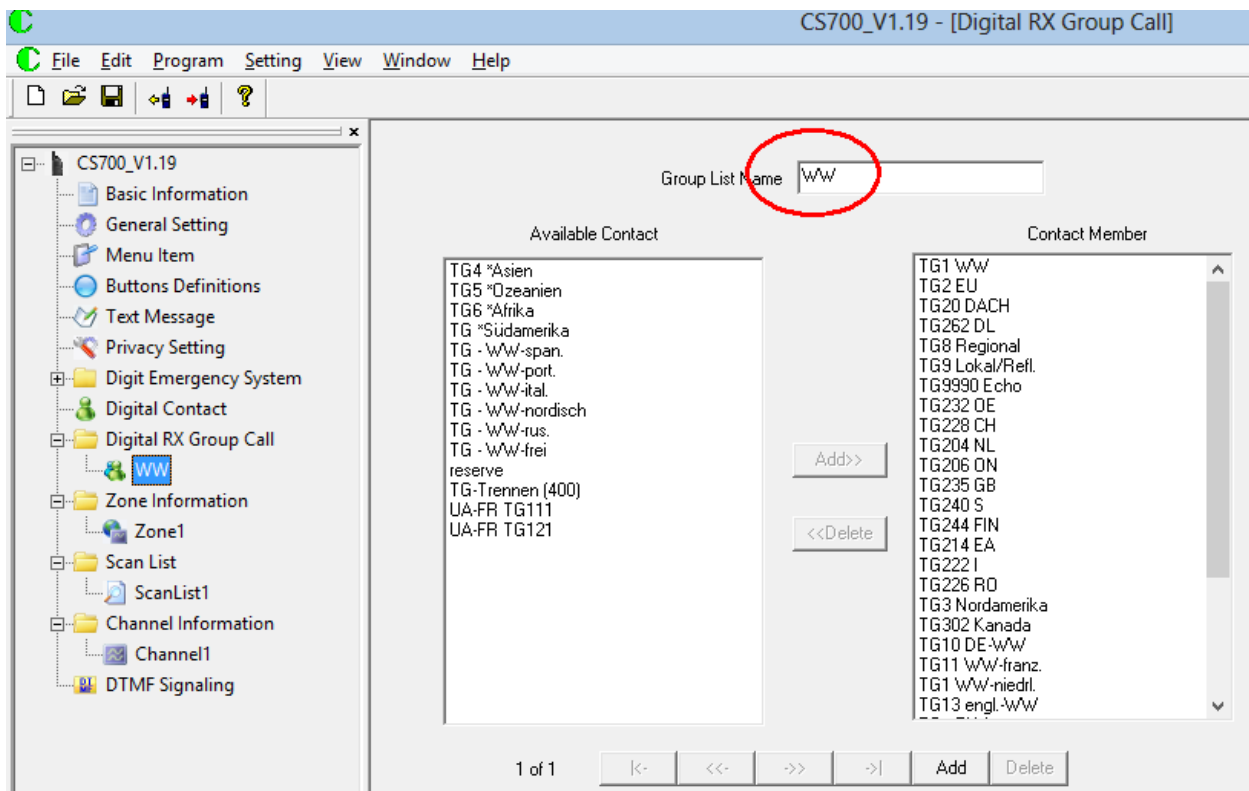 CS700_V1.19 - [Digital RX Group Call]
File Edit Program Setting View Window Help
CS700_V1.19
Basic Information
General Setting
Menu Item
Buttons Definitions
Text Message
Privacy Setting
Digit Emergency System
Digital Contact
Digital RX Group Call
WW
Zone Information
Zone1
Scan List
ScanList1
Channel Information
Channel1
DTMF Signaling
Group List Name WW
Available Contact
TG4 *Asien
TG5 *Ozeanien
TG6 *Afrika
TG *Südamerika
TG - WW-span.
TG - WW-port.
TG - WW-ital.
TG - WW-nordisch
TG - WW-rus.
TG - WW-frei
reserve
TG-Trennen (400)
UA-FR TG111
UA-FR TG121
Add>>
<<Delete
Contact Member
TG1 WW
TG2 EU
TG20 DACH
TG262 DL
TG8 Regional
TG9 Lokal/Refl.
TG9990 Echo
TG232 OE
TG228 CH
TG204 NL
TG206 ON
TG235 GB
TG240 S
TG244 FIN
TG214 EA
TG222 I
TG226 RO
TG3 Nordamerika
TG302 Kanada
TG10 DE-WW
TG11 WW-franz.
TG1 WW-niedrl.
TG13 engl.-WW
1 of 1 |<- <<- ->> ->| Add Delete